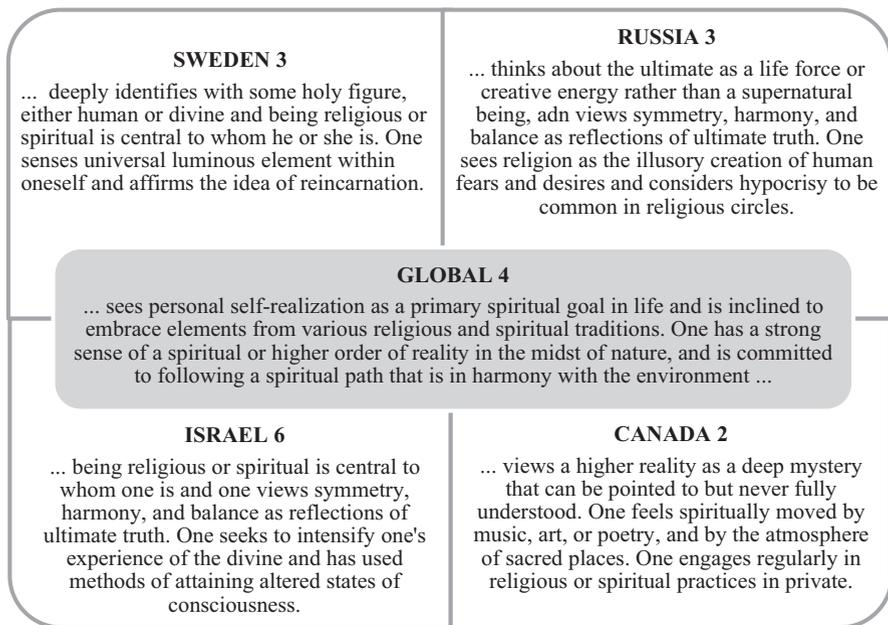 SWEDEN 3
... deeply identifies with some holy figure,
either human or divine and being religious or
spiritual is central to whom he or she is. One
senses universal luminous element within
oneself and affirms the idea of reincarnation.
RUSSIA 3
... thinks about the ultimate as a life force or
creative energy rather than a supernatural
being, adn views symmetry, harmony, and
balance as reflections of ultimate truth. One
sees religion as the illusory creation of human
fears and desires and considers hypocrisy to be
common in religious circles.
GLOBAL 4
... sees personal self-realization as a primary spiritual goal in life and is inclined to
embrace elements from various religious and spiritual traditions. One has a strong
sense of a spiritual or higher order of reality in the midst of nature, and is committed
to following a spiritual path that is in harmony with the environment ...
ISRAEL 6
... being religious or spiritual is central to
whom one is and one views symmetry,
harmony, and balance as reflections of
ultimate truth. One seeks to intensify one's
experience of the divine and has used
methods of attaining altered states of
consciousness.
CANADA 2
... views a higher reality as a deep mystery
that can be pointed to but never fully
understood. One feels spiritually moved by
music, art, or poetry, and by the atmosphere
of sacred places. One engages regularly in
religious or spiritual practices in private.